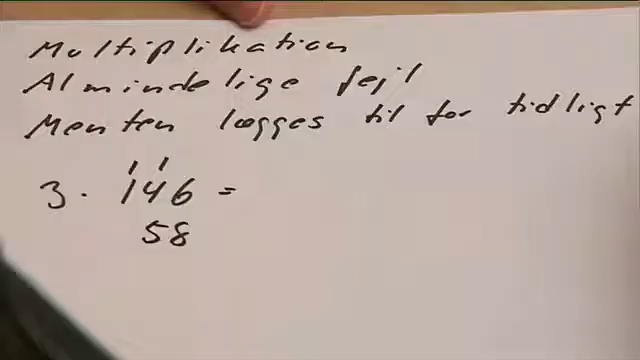 Multiplikation
Almindelige fejl
Menten lægges til for tidligt
1 1
3 · 146 =
58